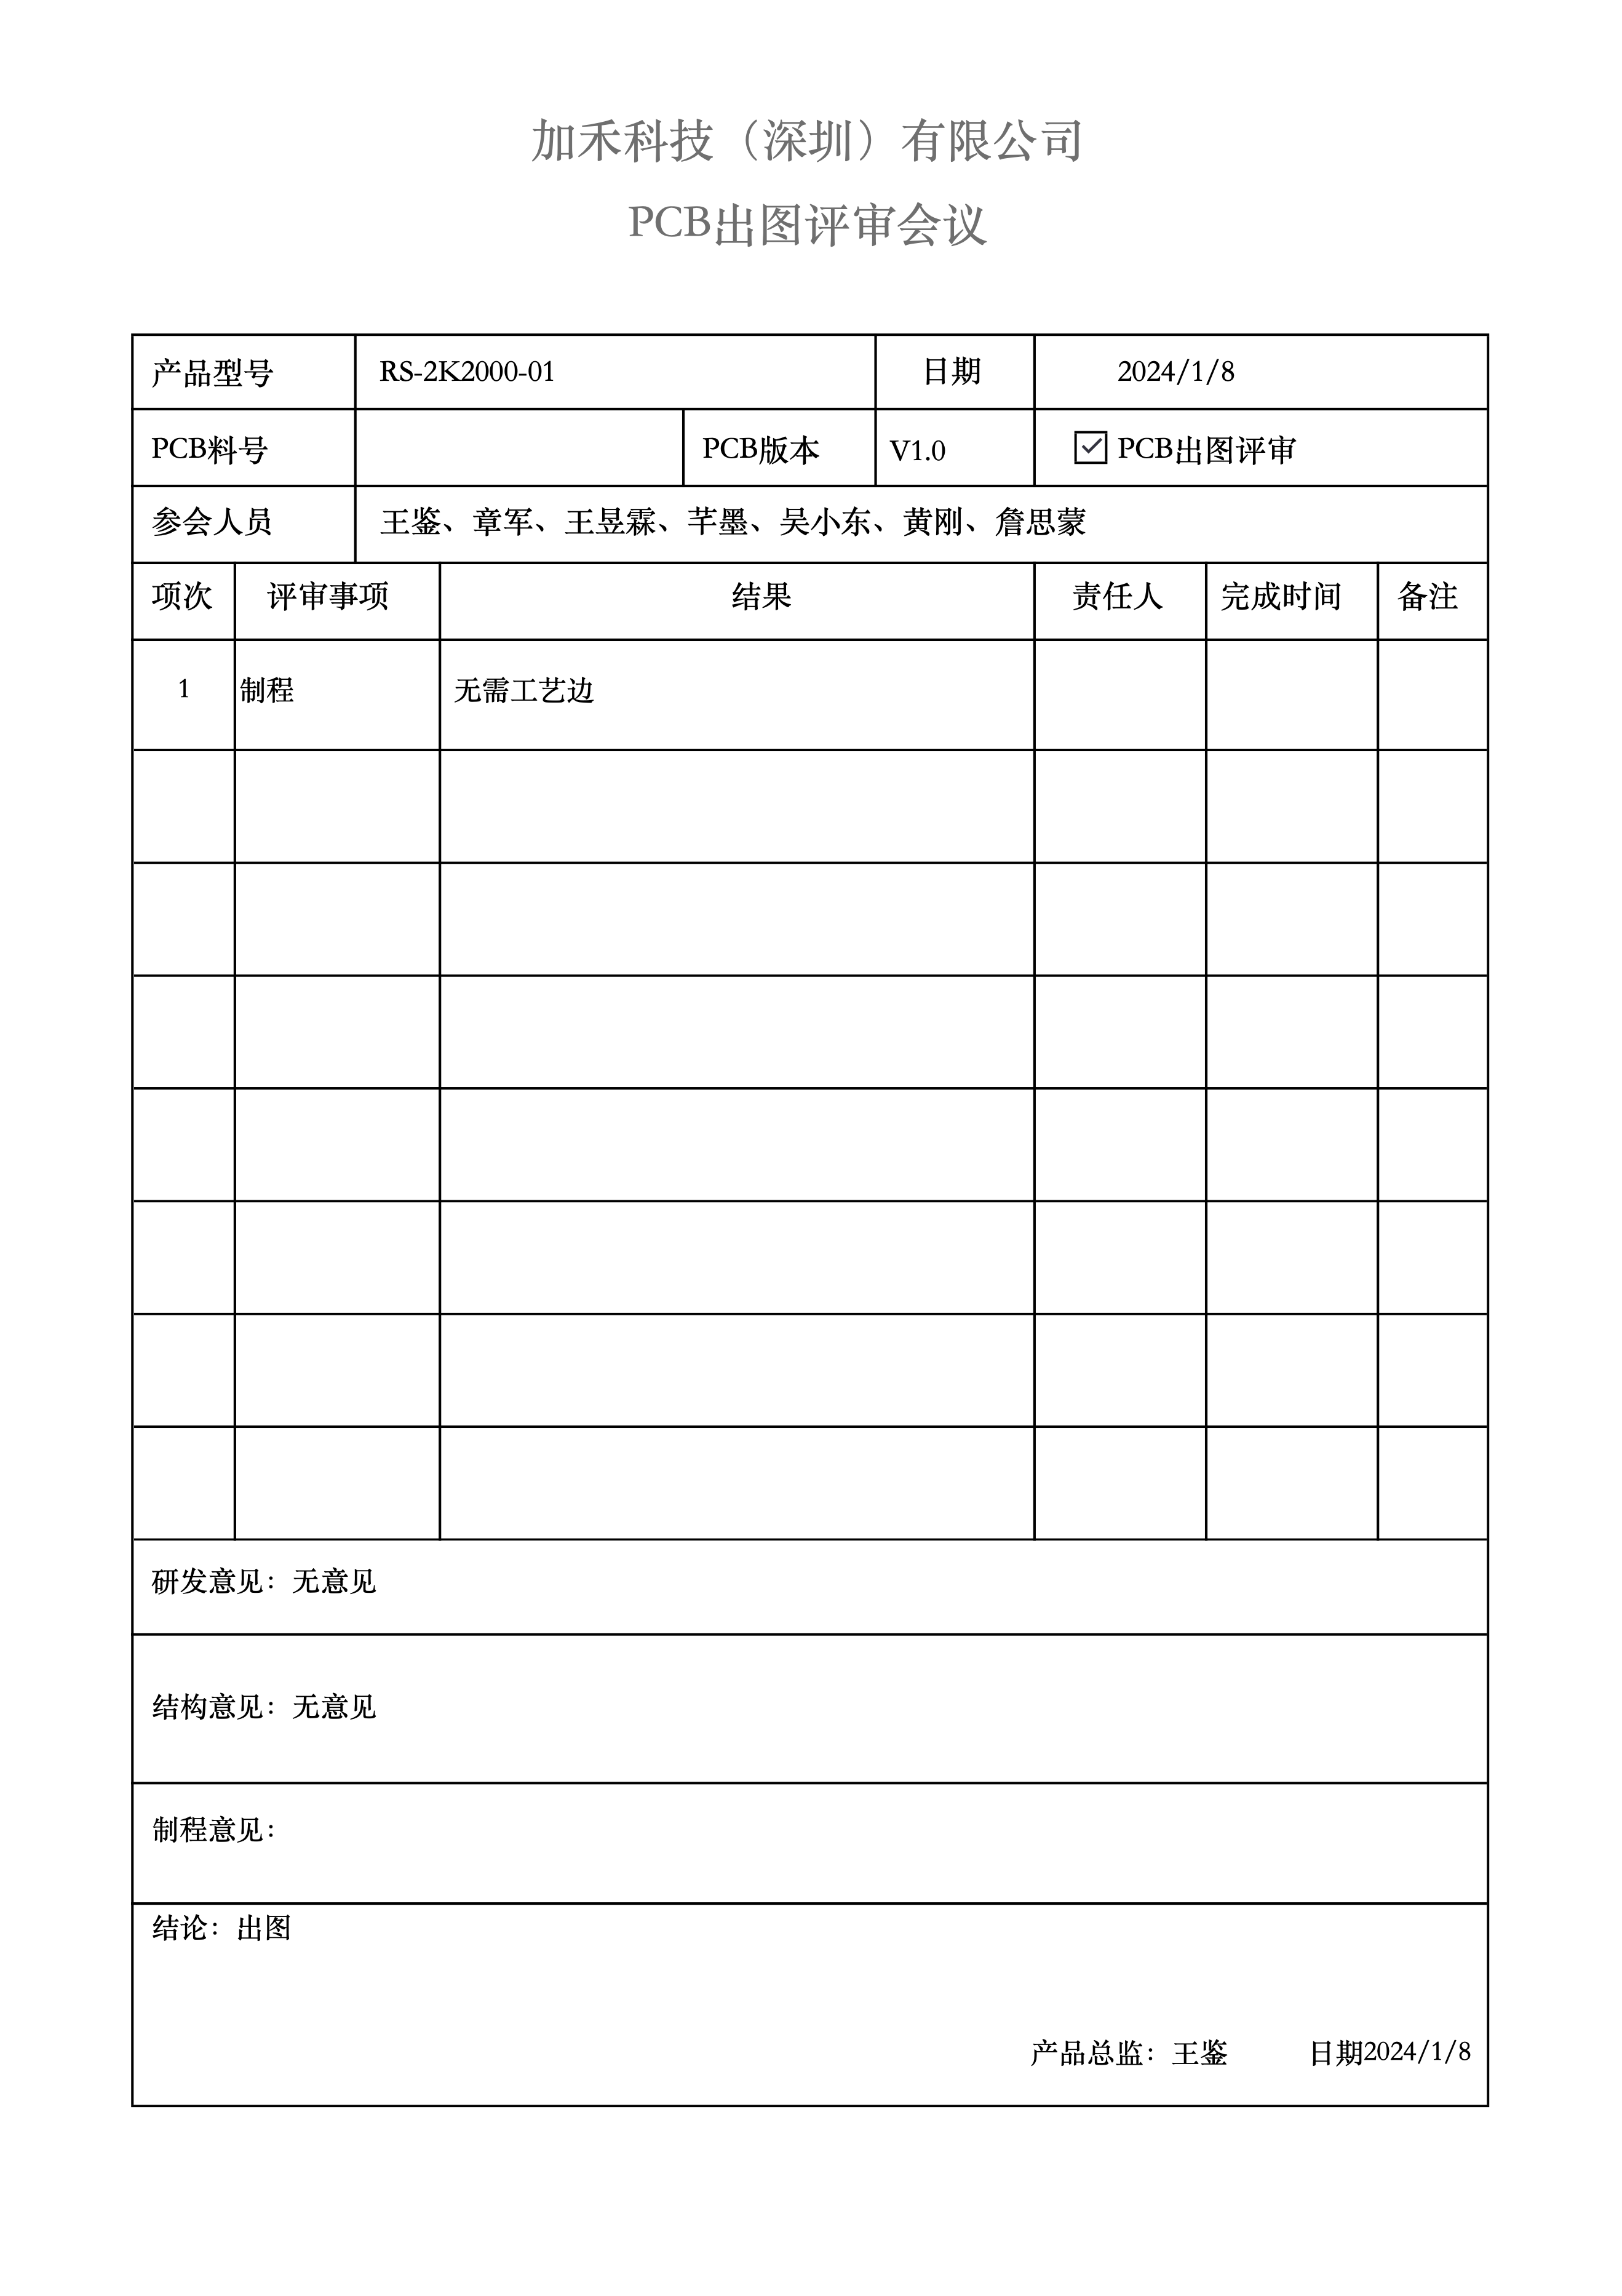 加禾科技（深圳）有限公司
PCB出图评审会议
产品型号 RS-2K2000-01 日期 2024/1/8
PCB料号 PCB版本 V1.0 ☑ PCB出图评审
参会人员 王鉴、章军、王昱霖、芊墨、吴小东、黄刚、詹思蒙
项次 评审事项 结果 责任人 完成时间 备注
1 制程 无需工艺边
研发意见：无意见
结构意见：无意见
制程意见：
结论：出图
产品总监：王鉴 日期2024/1/8